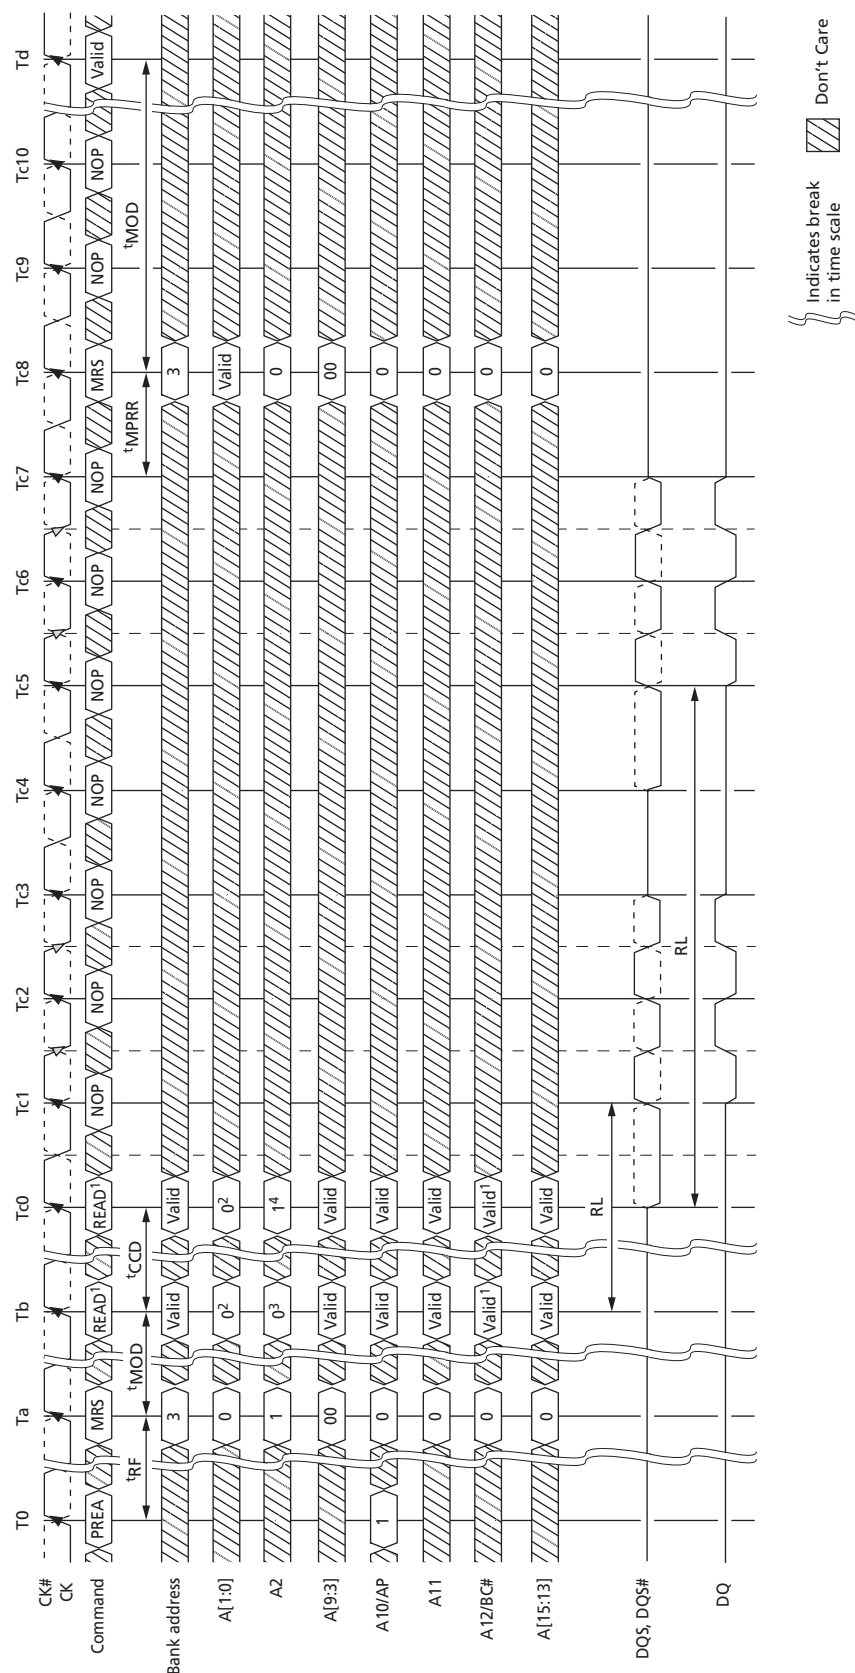 T0 Ta Tb Tc0 Tc1 Tc2 Tc3 Tc4 Tc5 Tc6 Tc7 Tc8 Tc9 Tc10 Td
CK#
CK
Command PREA MRS READ¹ READ¹ NOP NOP NOP NOP NOP NOP NOP MRS NOP NOP Valid
tRF tMOD tCCD tMPRR tMOD
Bank address 3 Valid Valid 3
A[1:0] 0 0² 0² Valid
A2 1 0³ 1⁴ 0
A[9:3] 00 Valid Valid 00
A10/AP 1 0 Valid Valid 0
A11 0 Valid Valid 0
A12/BC# 0 Valid¹ Valid¹ 0
A[15:13] 0 Valid Valid 0
RL
DQS, DQS#
RL
DQ
Indicates break
in time scale
Don't Care